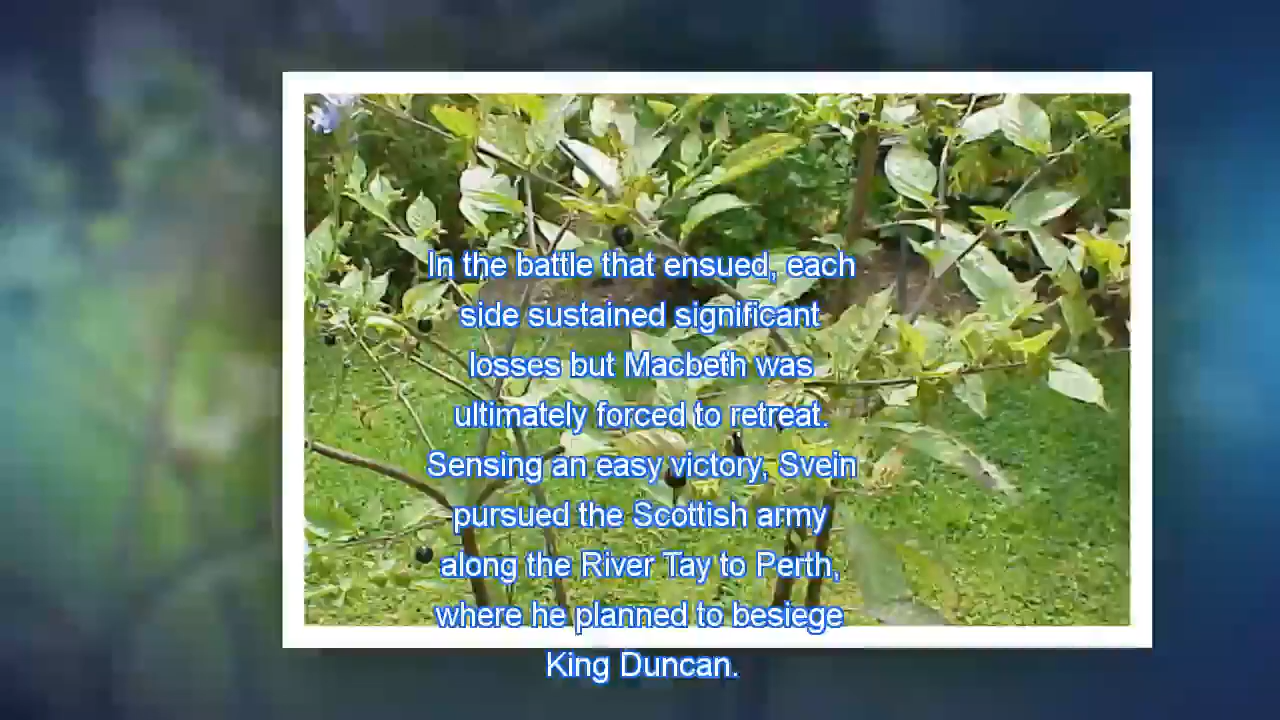 In the battle that ensued, each
side sustained significant
losses but Macbeth was
ultimately forced to retreat.
Sensing an easy victory, Svein
pursued the Scottish army
along the River Tay to Perth,
where he planned to besiege
King Duncan.